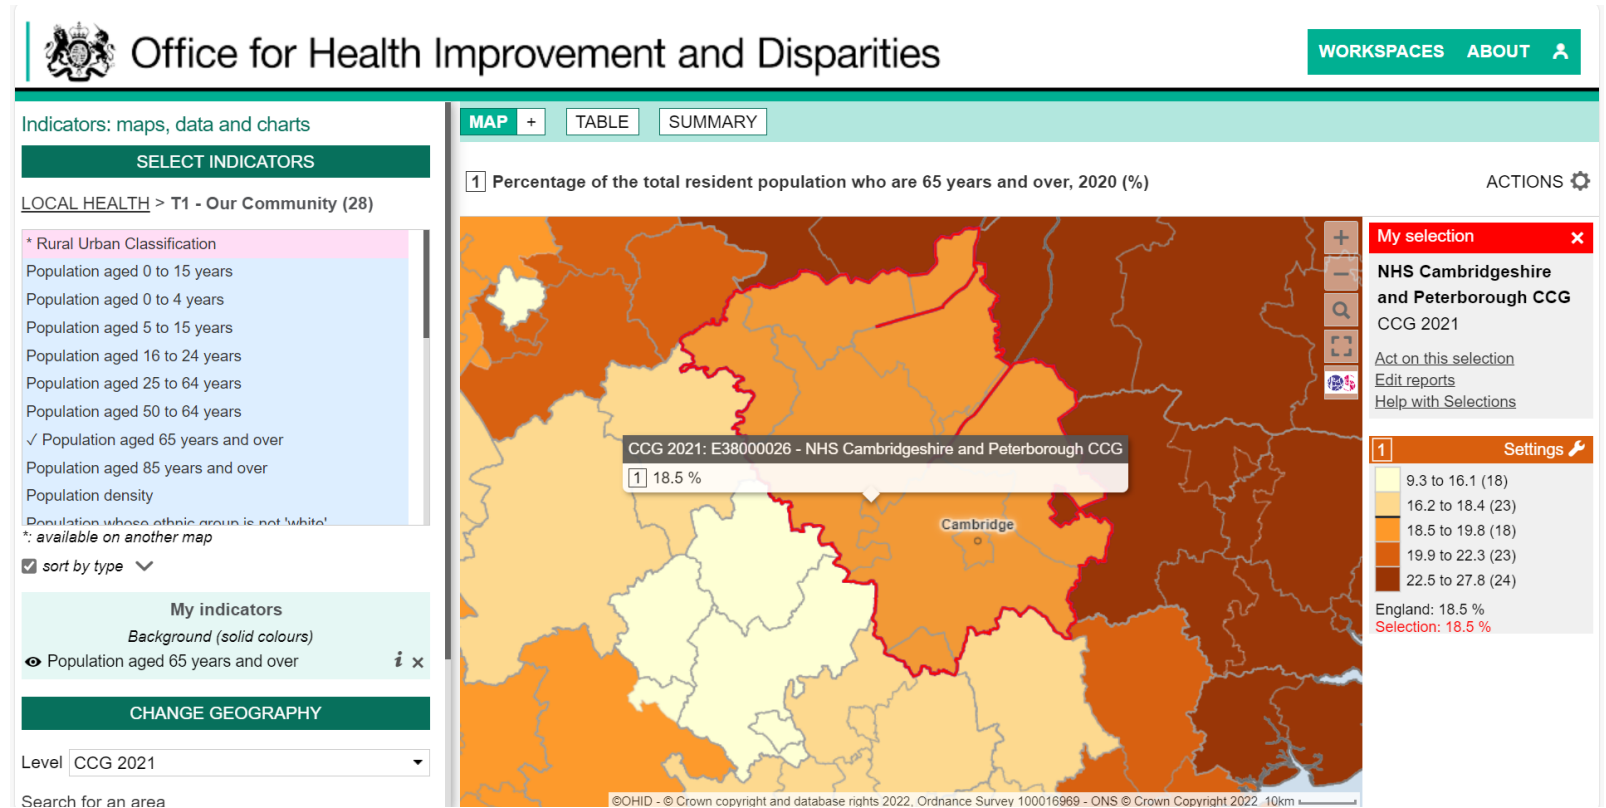 Office for Health Improvement and Disparities
WORKSPACES ABOUT
Indicators: maps, data and charts
SELECT INDICATORS
LOCAL HEALTH > T1 - Our Community (28)
* Rural Urban Classification
Population aged 0 to 15 years
Population aged 0 to 4 years
Population aged 5 to 15 years
Population aged 16 to 24 years
Population aged 25 to 64 years
Population aged 50 to 64 years
✓ Population aged 65 years and over
Population aged 85 years and over
Population density
Population whose ethnic group is not 'white'
*: available on another map
sort by type
My indicators
Background (solid colours)
Population aged 65 years and over i ×
CHANGE GEOGRAPHY
Level CCG 2021
Search for an area
MAP + TABLE SUMMARY
1 Percentage of the total resident population who are 65 years and over, 2020 (%)
ACTIONS
CCG 2021: E38000026 - NHS Cambridgeshire and Peterborough CCG
1 18.5 %
Cambridge
©OHID - © Crown copyright and database rights 2022, Ordnance Survey 100016969 - ONS © Crown Copyright 2022 10km
My selection ×
NHS Cambridgeshire
and Peterborough CCG
CCG 2021
Act on this selection
Edit reports
Help with Selections
1 Settings
9.3 to 16.1 (18)
16.2 to 18.4 (23)
18.5 to 19.8 (18)
19.9 to 22.3 (23)
22.5 to 27.8 (24)
England: 18.5 %
Selection: 18.5 %